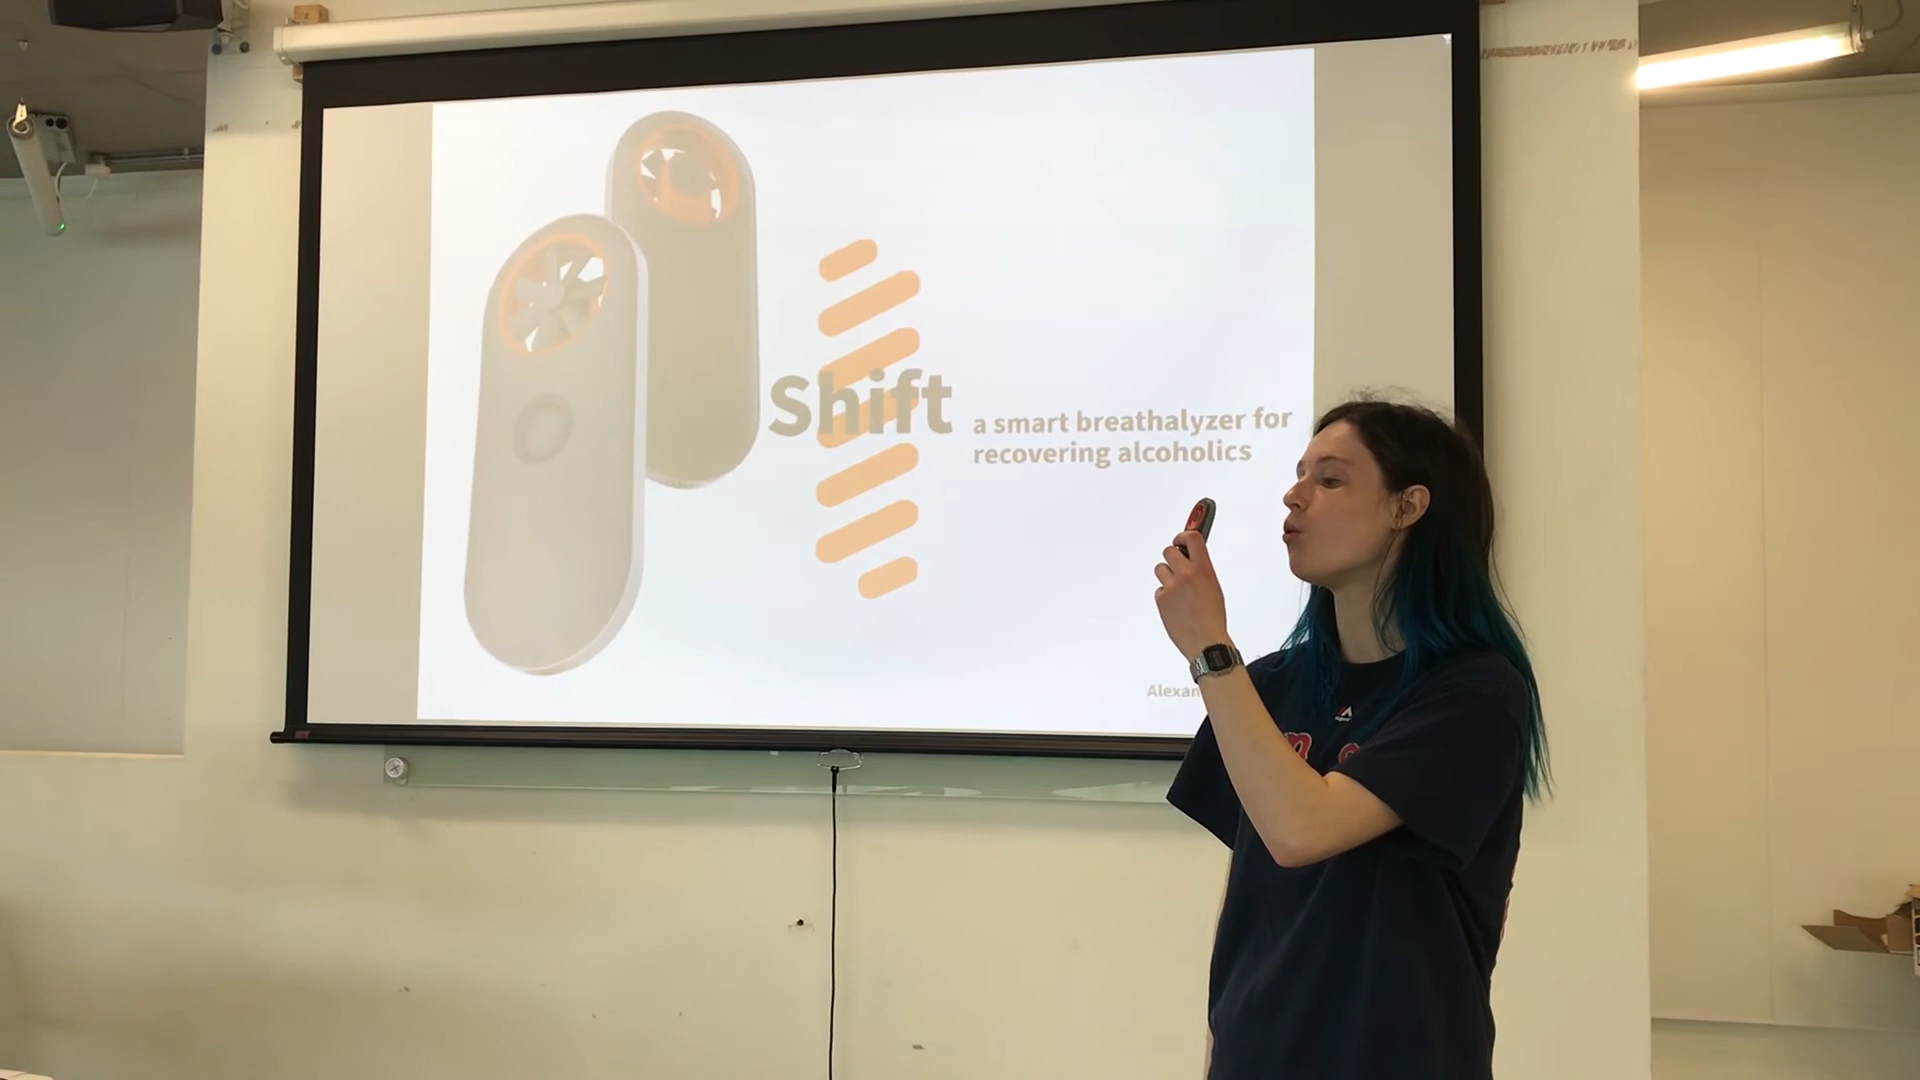 Shift
a smart breathalyzer for
recovering alcoholics
Alexan